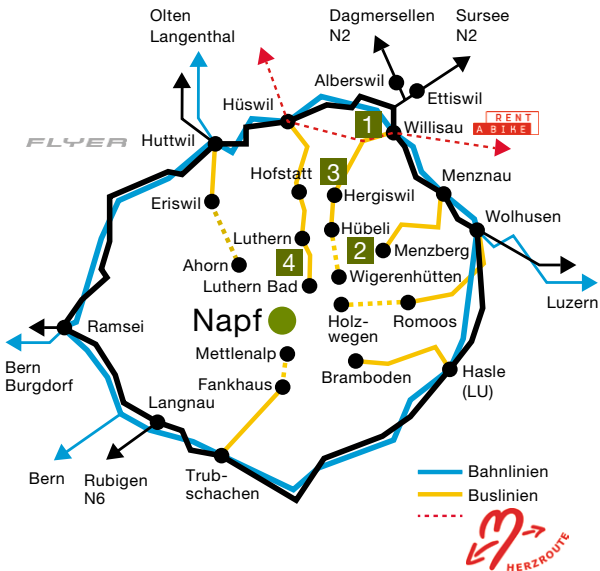 Olten
Langenthal
Dagmersellen
N2
Sursee
N2
Alberswil
Ettiswil
Hüswil
1
Willisau
RENT
A BIKE
FLYER
Huttwil
Hofstatt
3
Hergiswil
Menznau
Eriswil
Wolhusen
Hübeli
Luthern
2
Menzberg
4
Ahorn
Wigerenhütten
Luthern Bad
Luzern
Napf
Holz-
wegen
Romoos
Ramsei
Mettlenalp
Bern
Burgdorf
Fankhaus
Bramboden
Hasle
(LU)
Langnau
Bern
Rubigen
N6
Trub-
schachen
Bahnlinien
Buslinien
HERZROUTE